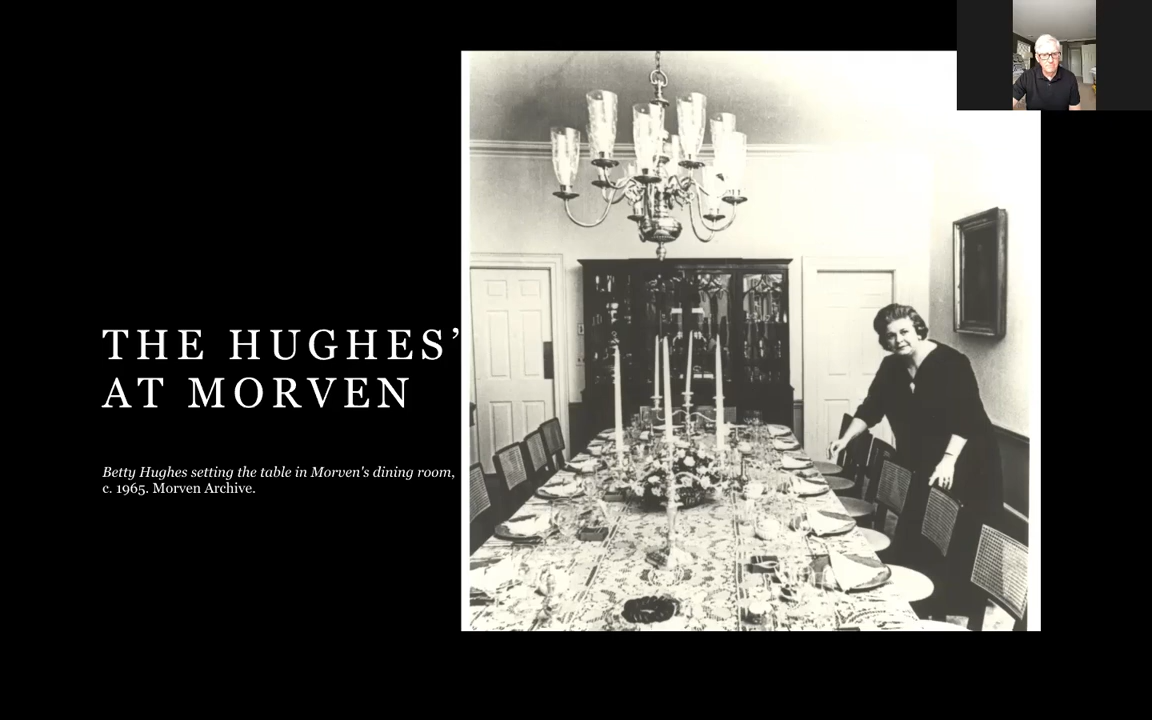 THE HUGHES’
AT MORVEN
Betty Hughes setting the table in Morven's dining room,
c. 1965. Morven Archive.